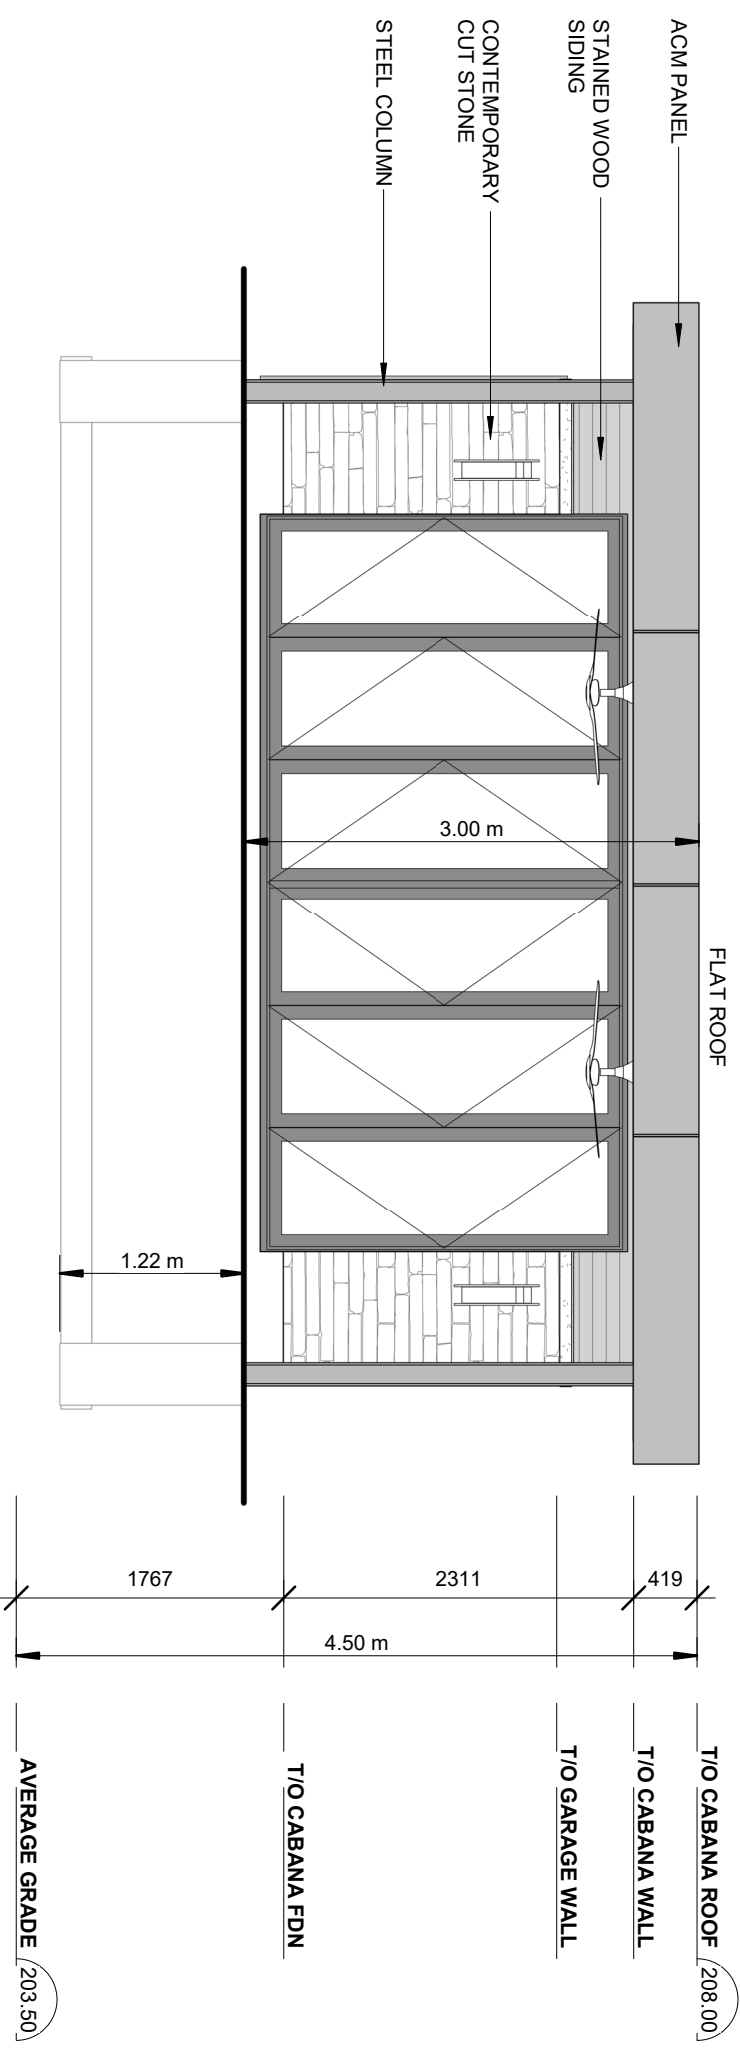 ACM PANEL
STAINED WOOD
SIDING
CONTEMPORARY
CUT STONE
STEEL COLUMN
FLAT ROOF
3.00 m
1.22 m
419
2311
1767
4.50 m
T/O CABANA ROOF
208.00
T/O CABANA WALL
T/O GARAGE WALL
T/O CABANA FDN
AVERAGE GRADE
203.50